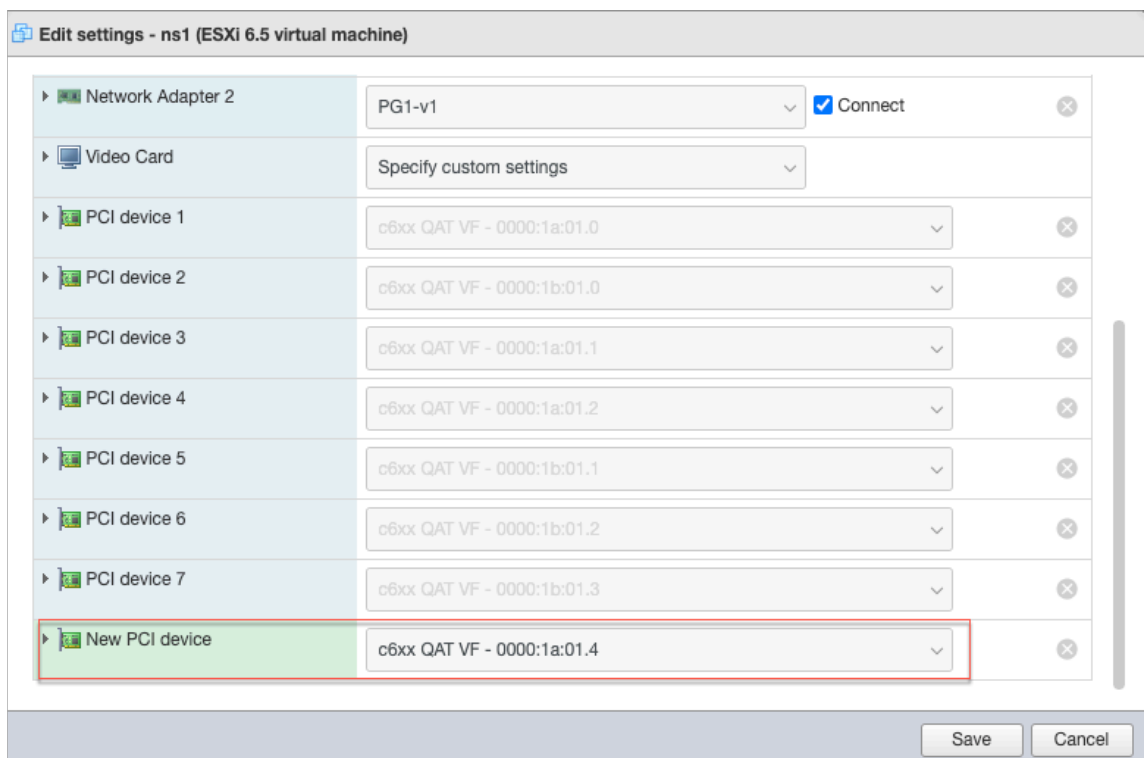 Edit settings - ns1 (ESXi 6.5 virtual machine)
Network Adapter 2
PG1-v1
Connect
Video Card
Specify custom settings
PCI device 1
c6xx QAT VF - 0000:1a:01.0
PCI device 2
c6xx QAT VF - 0000:1b:01.0
PCI device 3
c6xx QAT VF - 0000:1a:01.1
PCI device 4
c6xx QAT VF - 0000:1a:01.2
PCI device 5
c6xx QAT VF - 0000:1b:01.1
PCI device 6
c6xx QAT VF - 0000:1b:01.2
PCI device 7
c6xx QAT VF - 0000:1b:01.3
New PCI device
c6xx QAT VF - 0000:1a:01.4
Save
Cancel